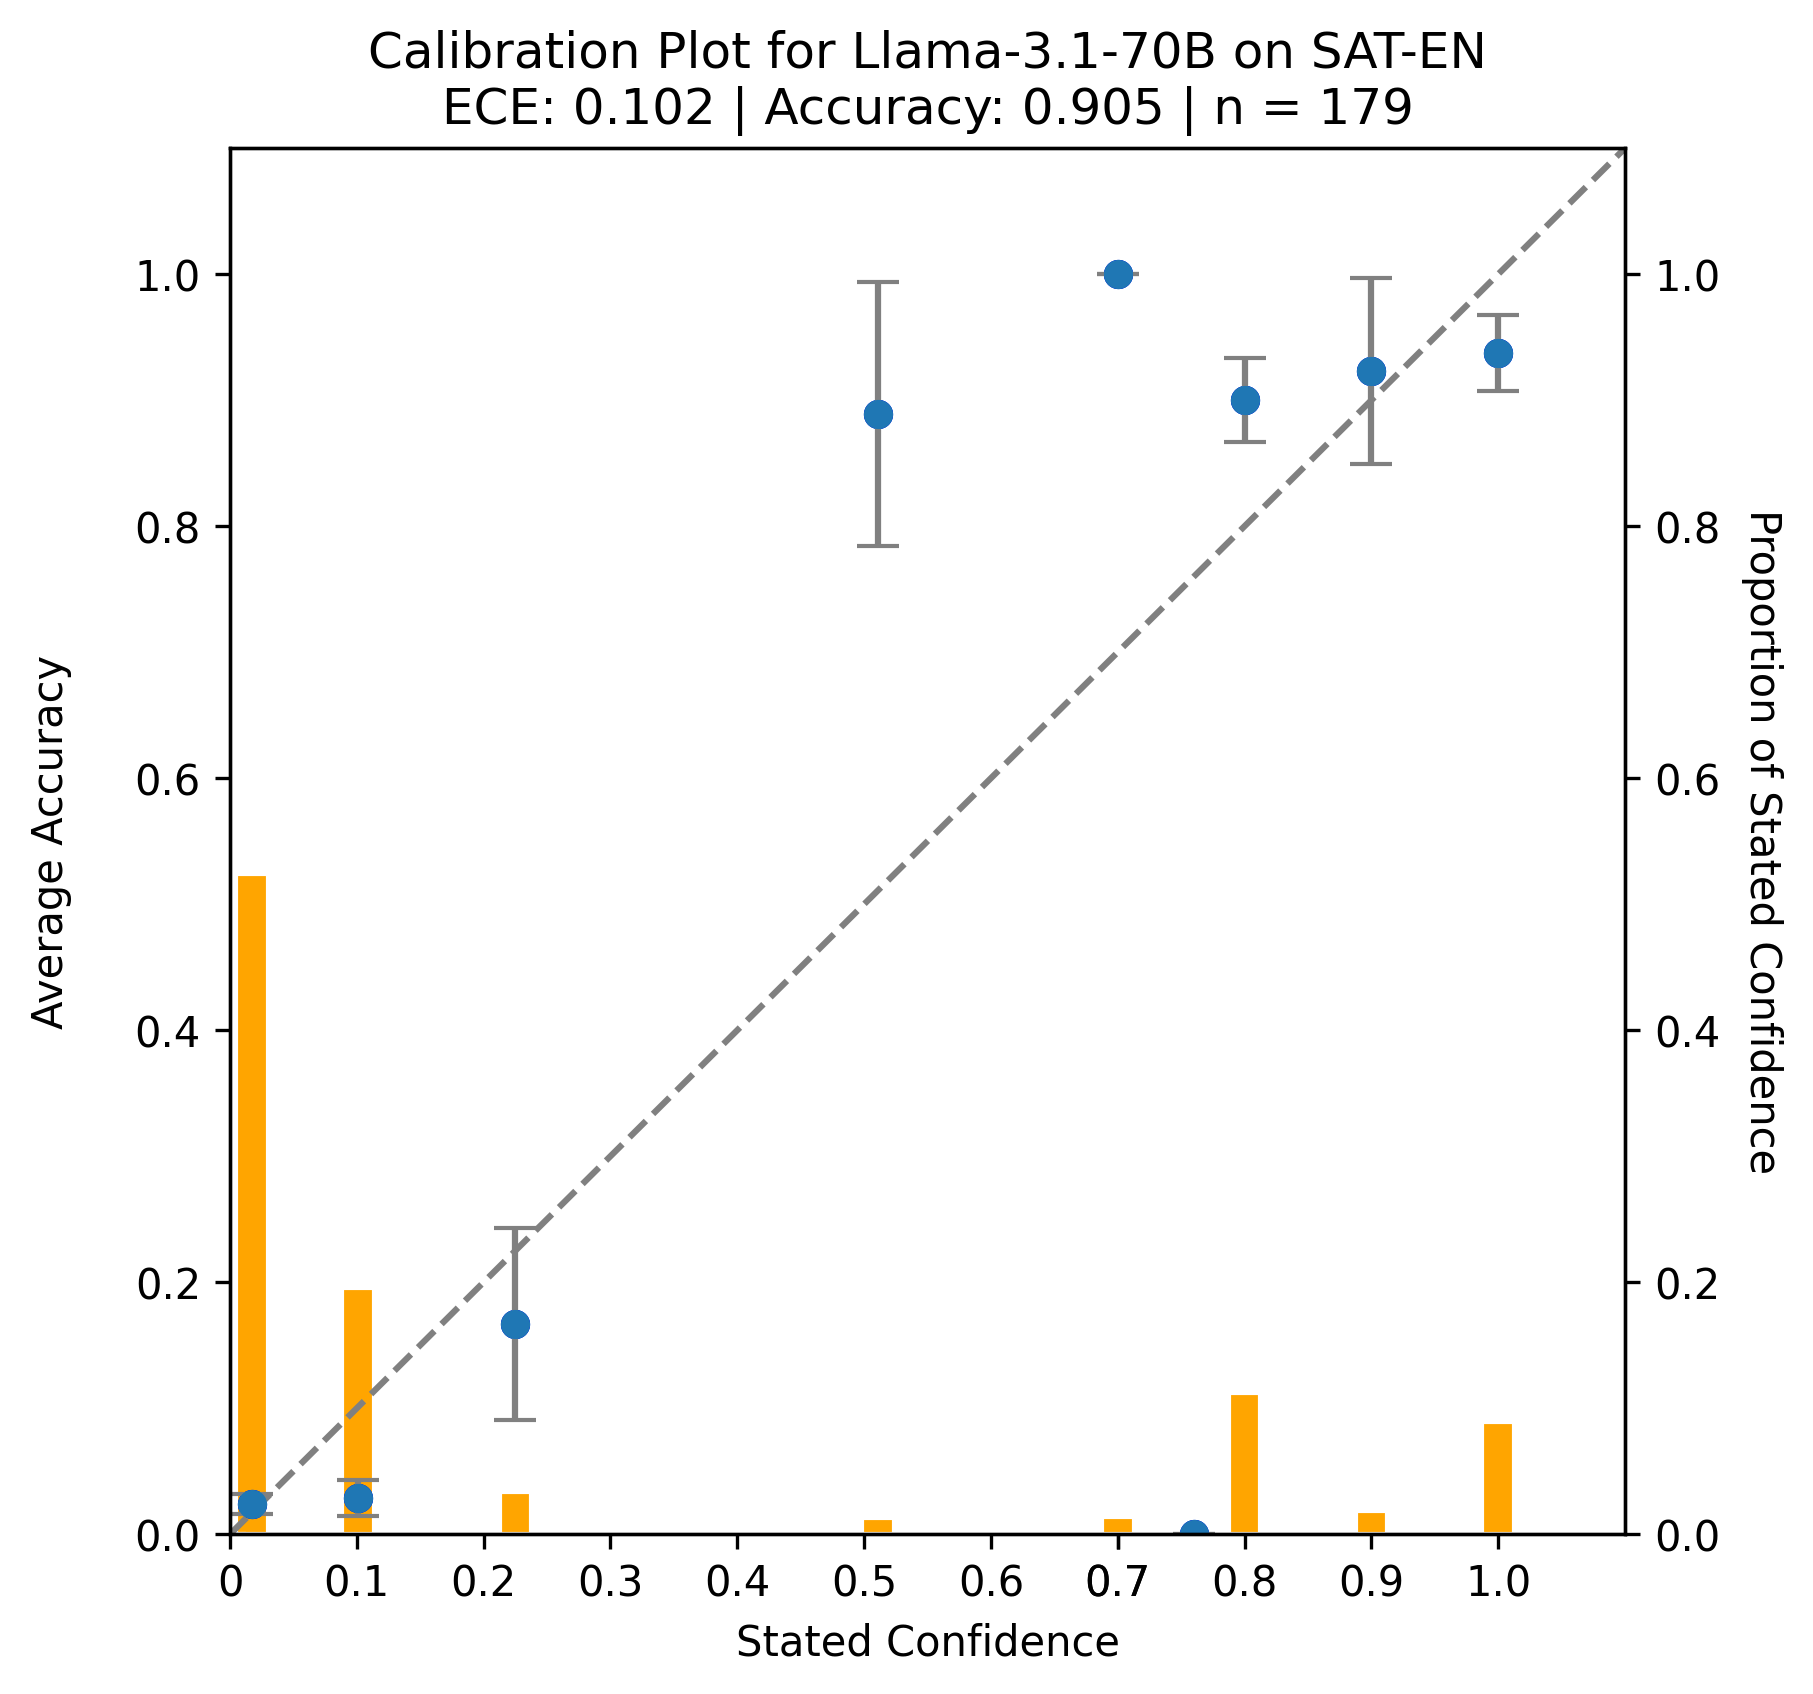 Calibration Plot for Llama-3.1-70B on SAT-EN
ECE: 0.102 | Accuracy: 0.905 | n = 179
Average Accuracy
1.0
0.8
0.6
0.4
0.2
0.0
1.0
0.8
0.6
0.4
0.2
0.0
Proportion of Stated Confidence
0 0.1 0.2 0.3 0.4 0.5 0.6 0.7 0.8 0.9 1.0
Stated Confidence